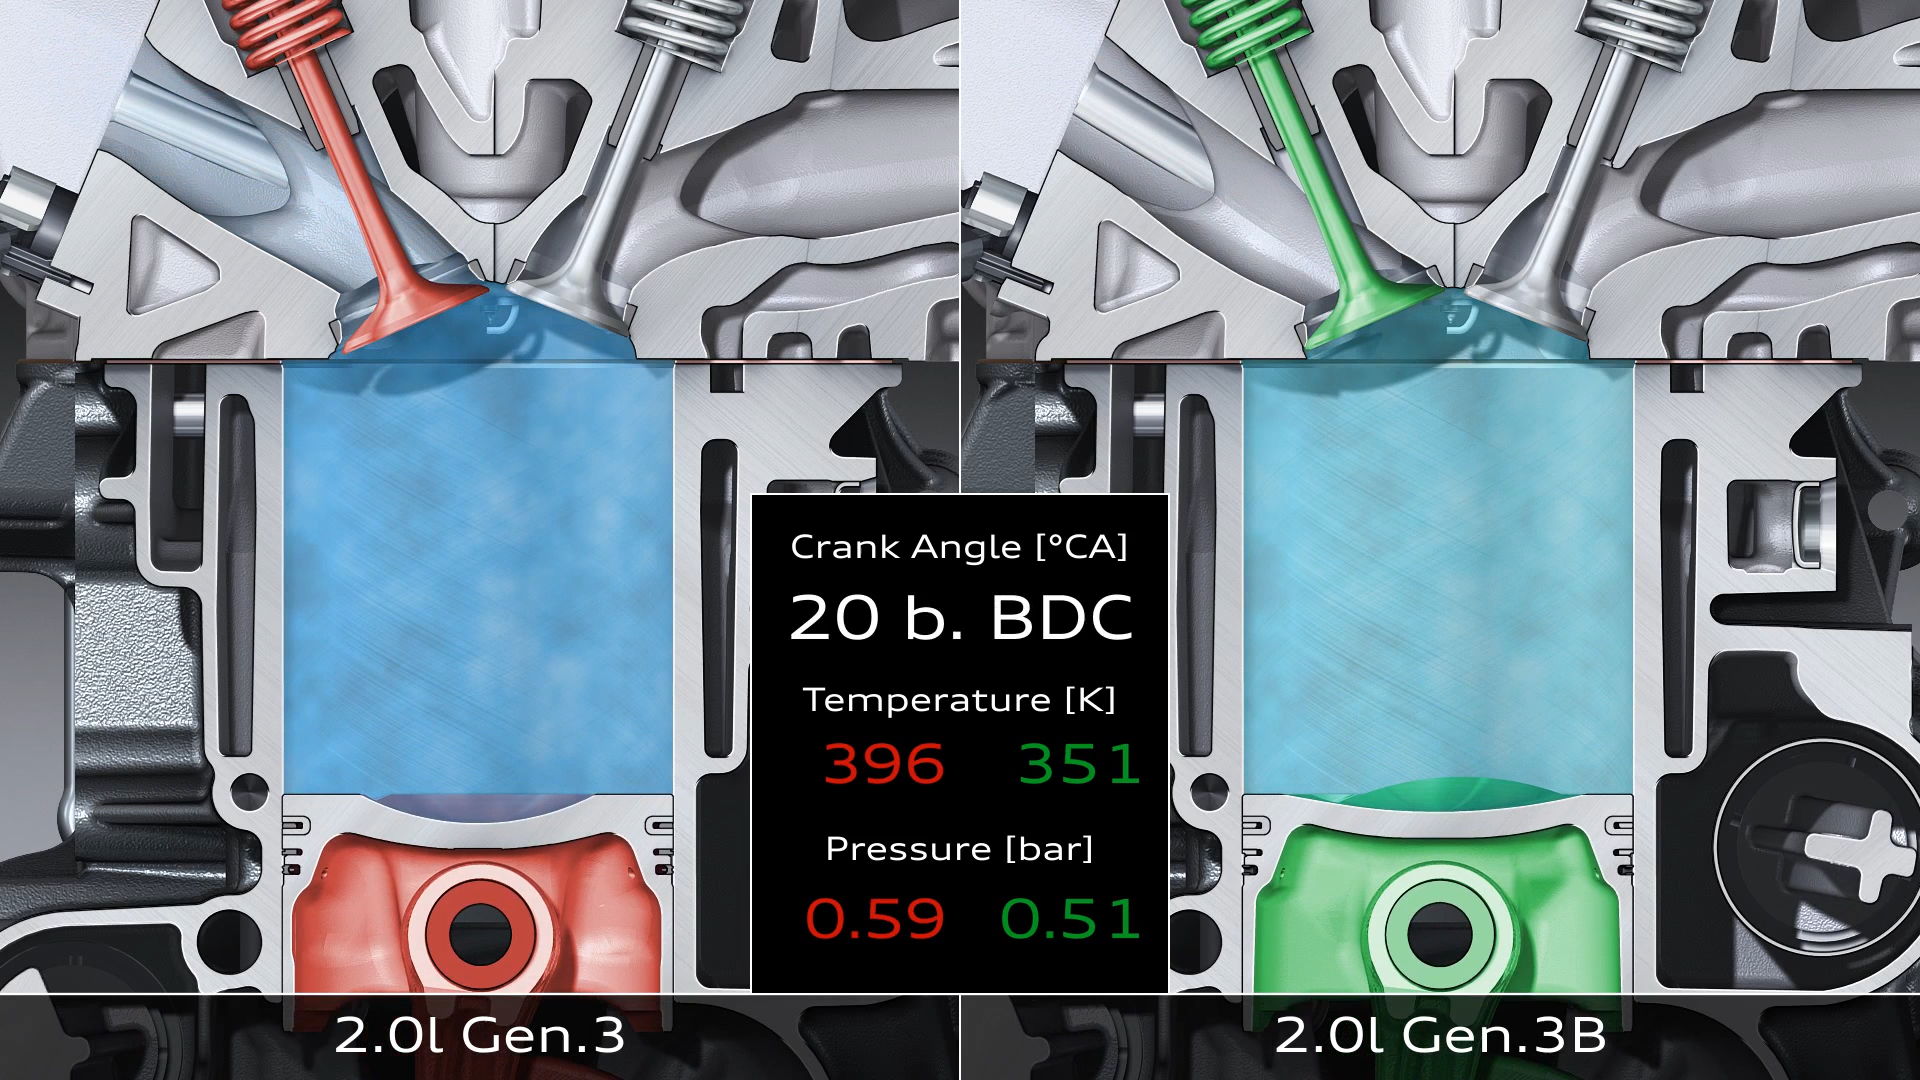 Crank Angle [°CA]
20 b. BDC
Temperature [K]
396 351
Pressure [bar]
0.59 0.51
2.0l Gen.3
2.0l Gen.3B